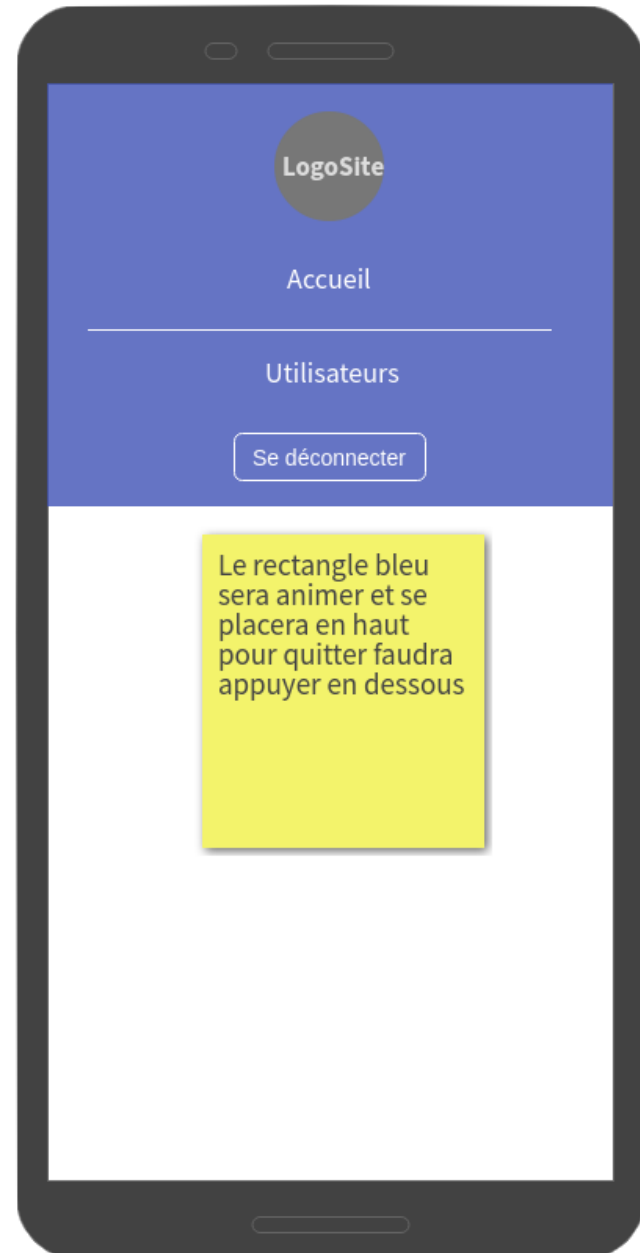 LogoSite
Accueil
Utilisateurs
Se déconnecter
Le rectangle bleu
sera animer et se
placera en haut
pour quitter faudra
appuyer en dessous